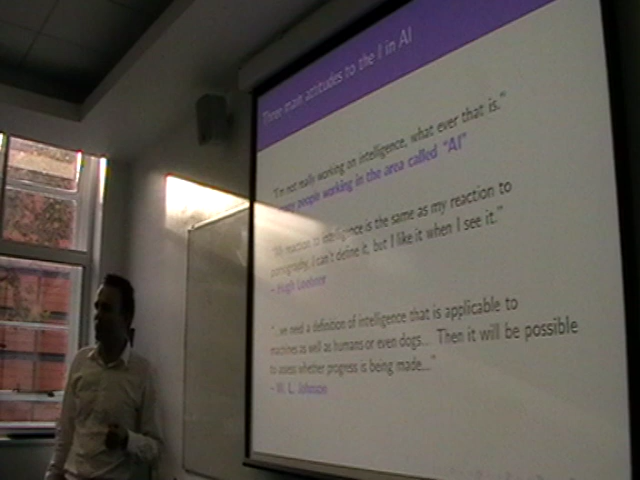 Three main attitudes to the I in AI
"I'm not really working on intelligence, what ever that is."
people working in the area called "AI"
"My reaction to intelligence is the same as my reaction to
pornography, I can't define it, but I like it when I see it."
– Hugh Loebner
"...we need a definition of intelligence that is applicable to
machines as well as humans or even dogs... Then it will be possible
to assess whether progress is being made..."
– W. L. Johnson